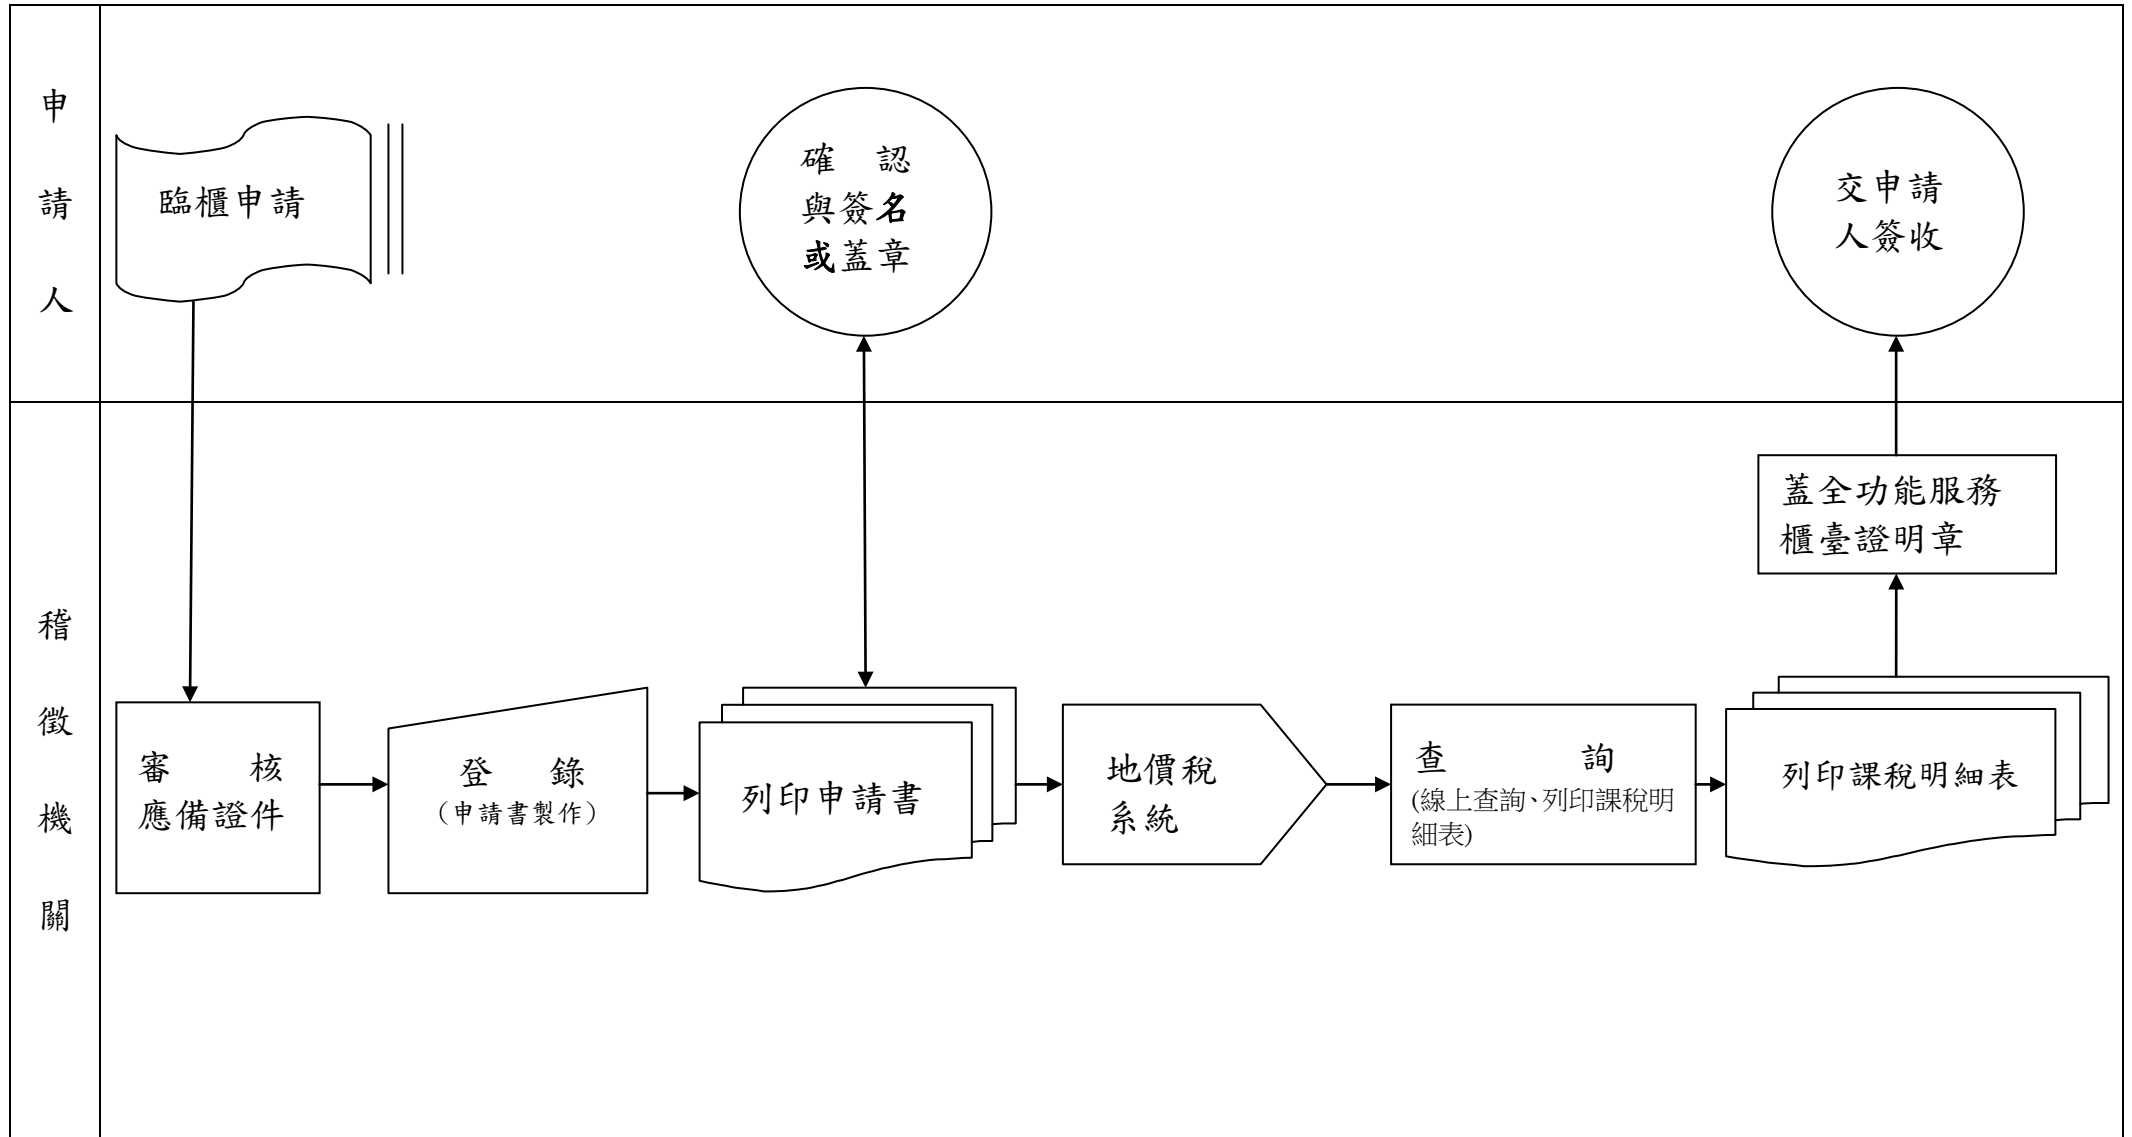 申請人
臨櫃申請
確 認
與簽名
或蓋章
交申請
人簽收
稽徵機關
審 核
應備證件
登 錄
(申請書製作)
列印申請書
地價稅
系統
查 詢
(線上查詢、列印課稅明
細表)
列印課稅明細表
蓋全功能服務
櫃臺證明章